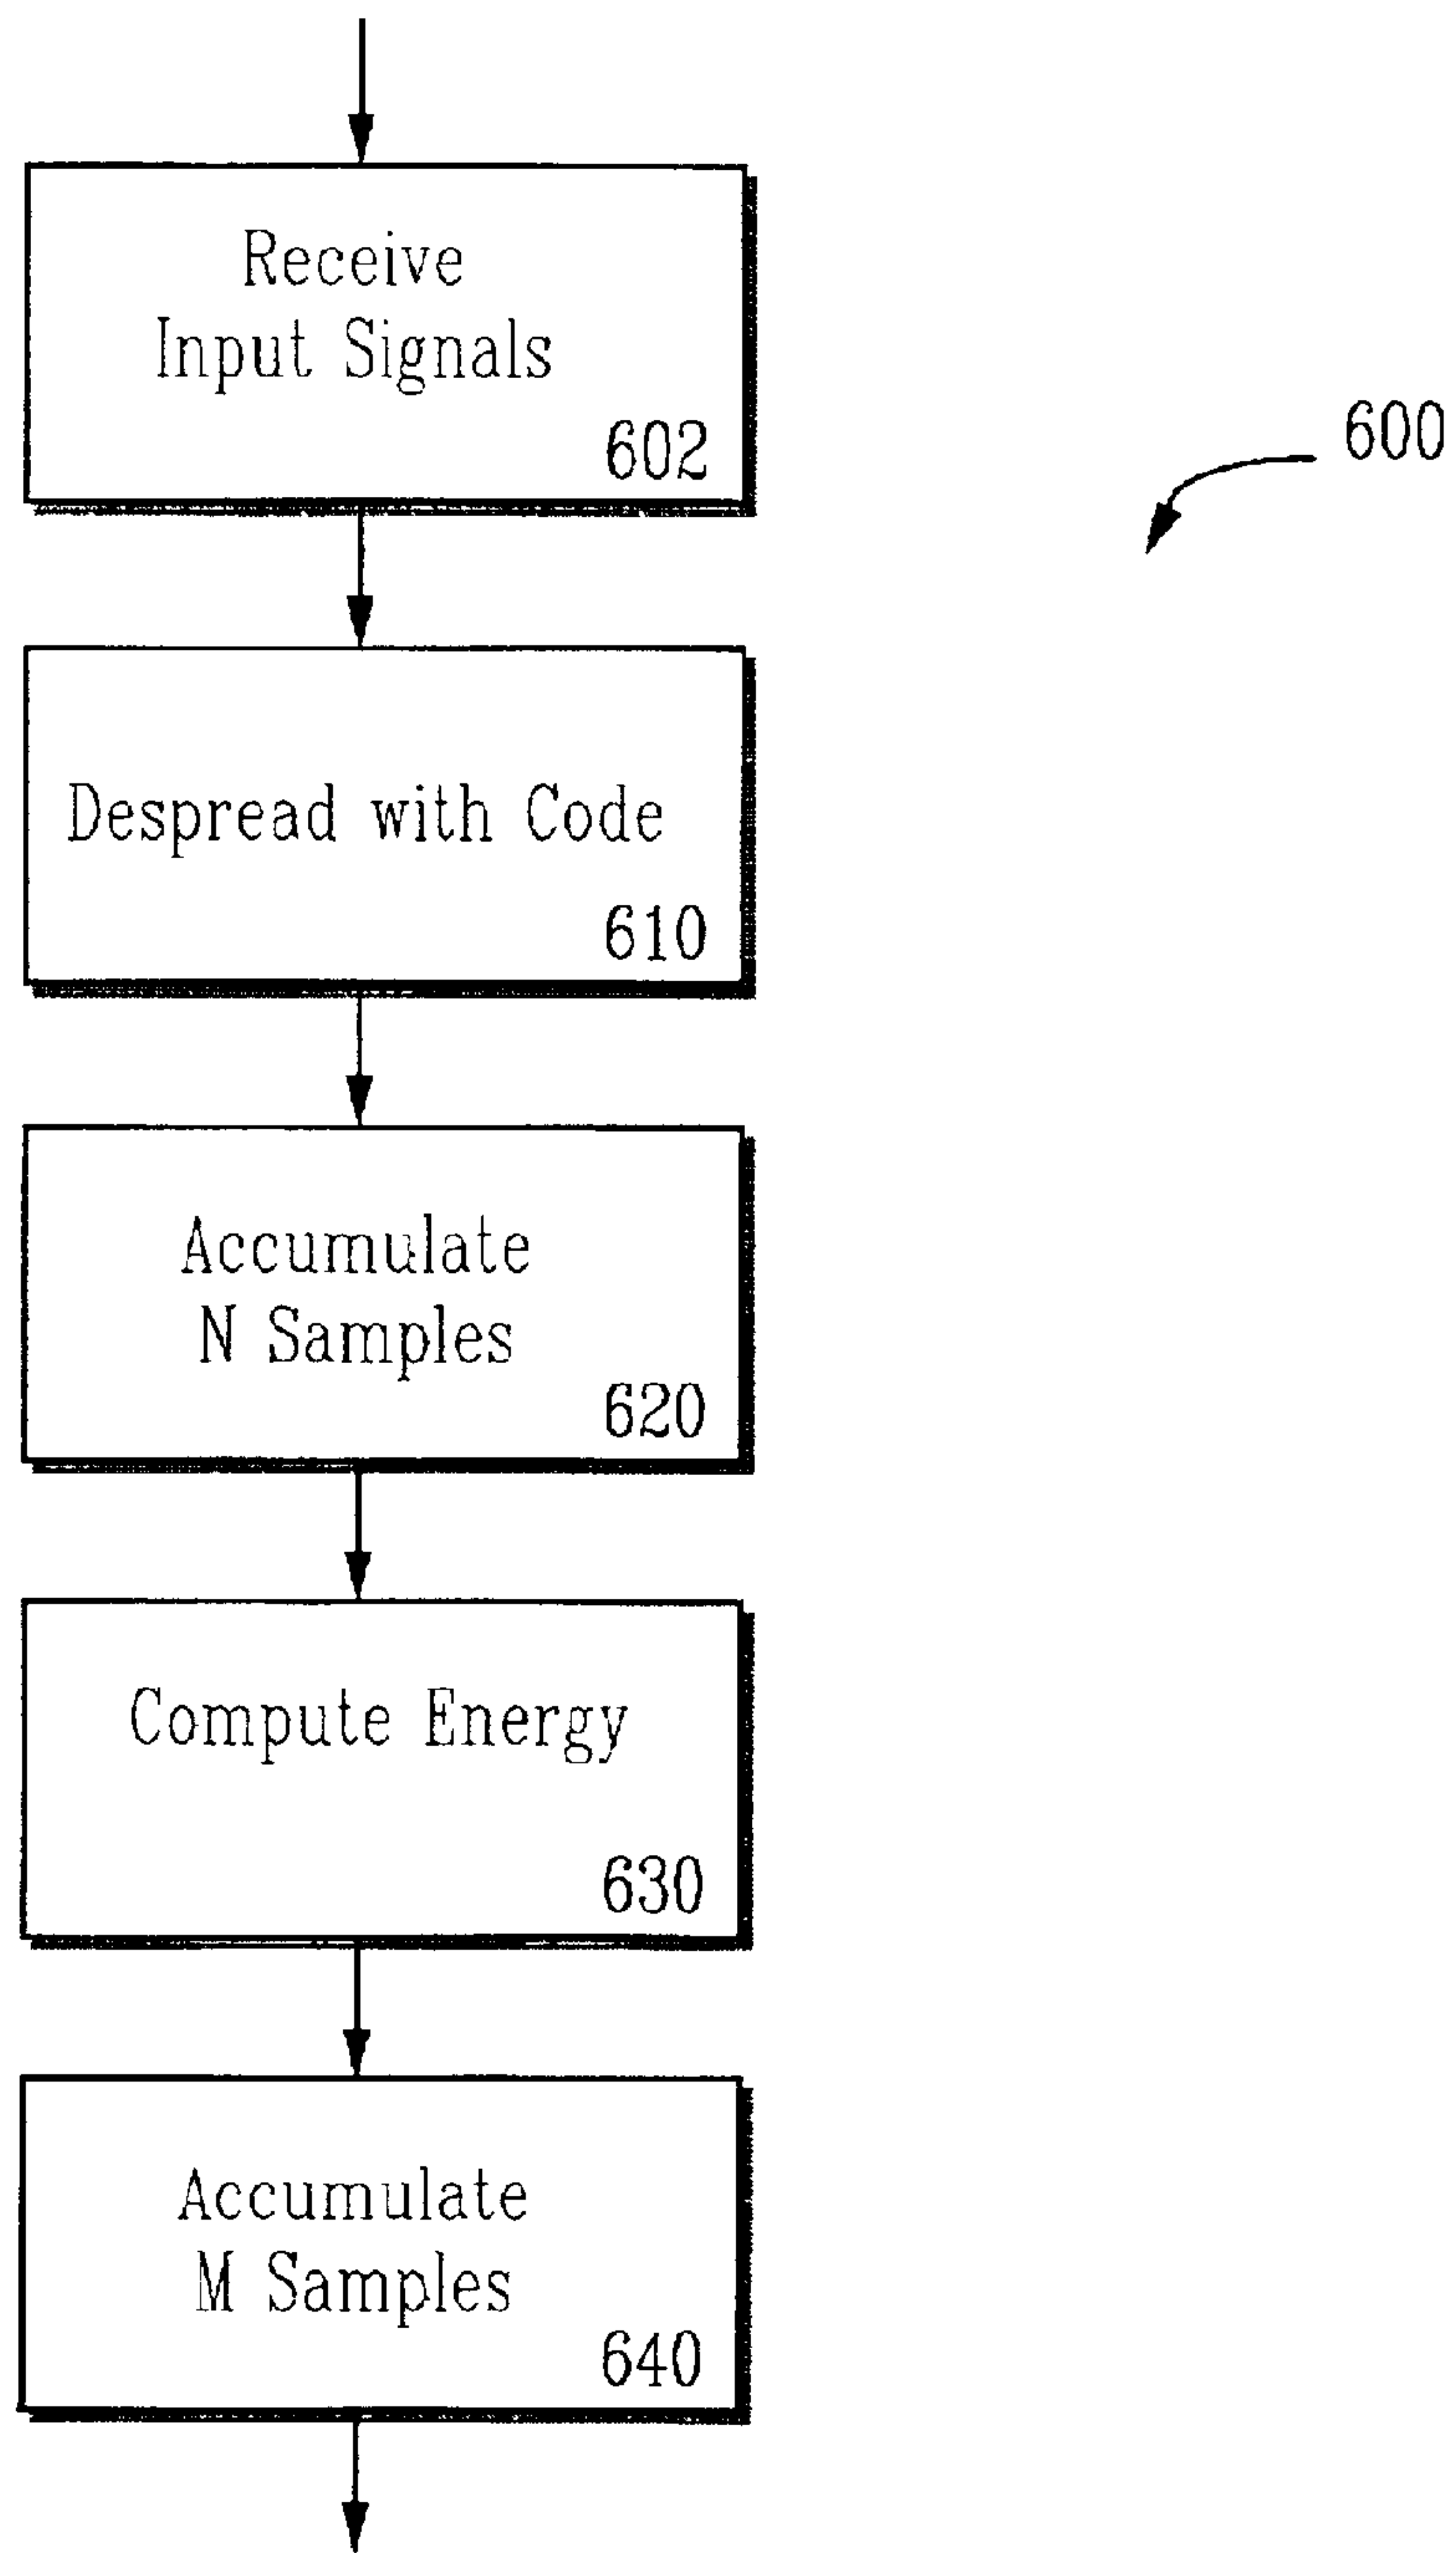 Receive
Input Signals
602
600
Despread with Code
610
Accumulate
N Samples
620
Compute Energy
630
Accumulate
M Samples
640